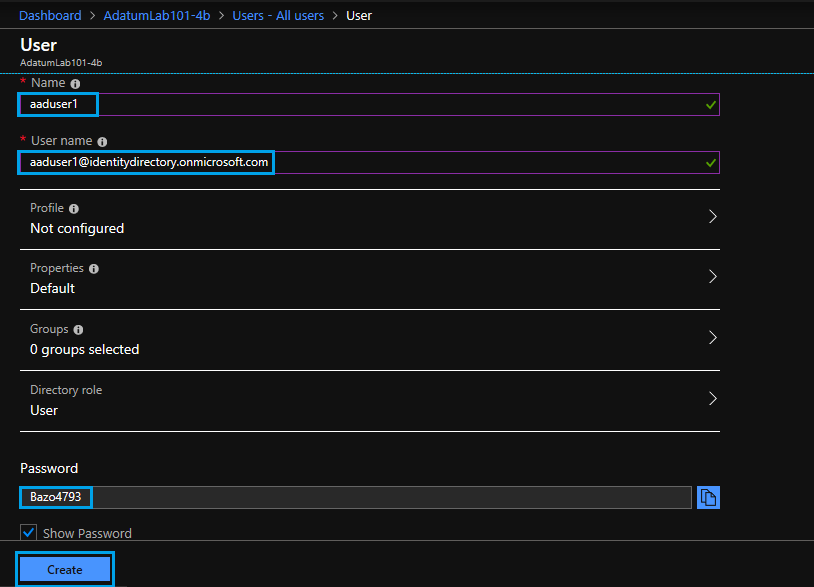 Dashboard > AdatumLab101-4b > Users - All users > User
User
AdatumLab101-4b
* Name
aaduser1
* User name
aaduser1@identitydirectory.onmicrosoft.com
Profile
Not configured
Properties
Default
Groups
0 groups selected
Directory role
User
Password
Bazo4793
Show Password
Create